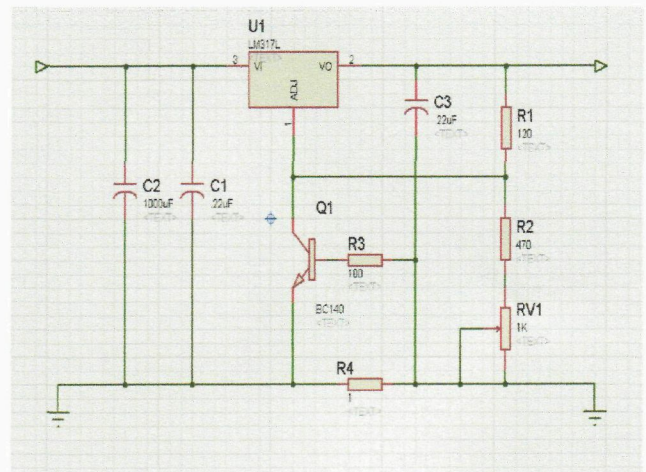 U1
LM317L
3
VI
VO
2
ADJ
1
C3
22uF
<TEXT>
R1
120
<TEXT>
C2
1000uF
<TEXT>
C1
22uF
<TEXT>
Q1
BC140
<TEXT>
R3
100
<TEXT>
R2
470
<TEXT>
RV1
1K
<TEXT>
R4
1
<TEXT>